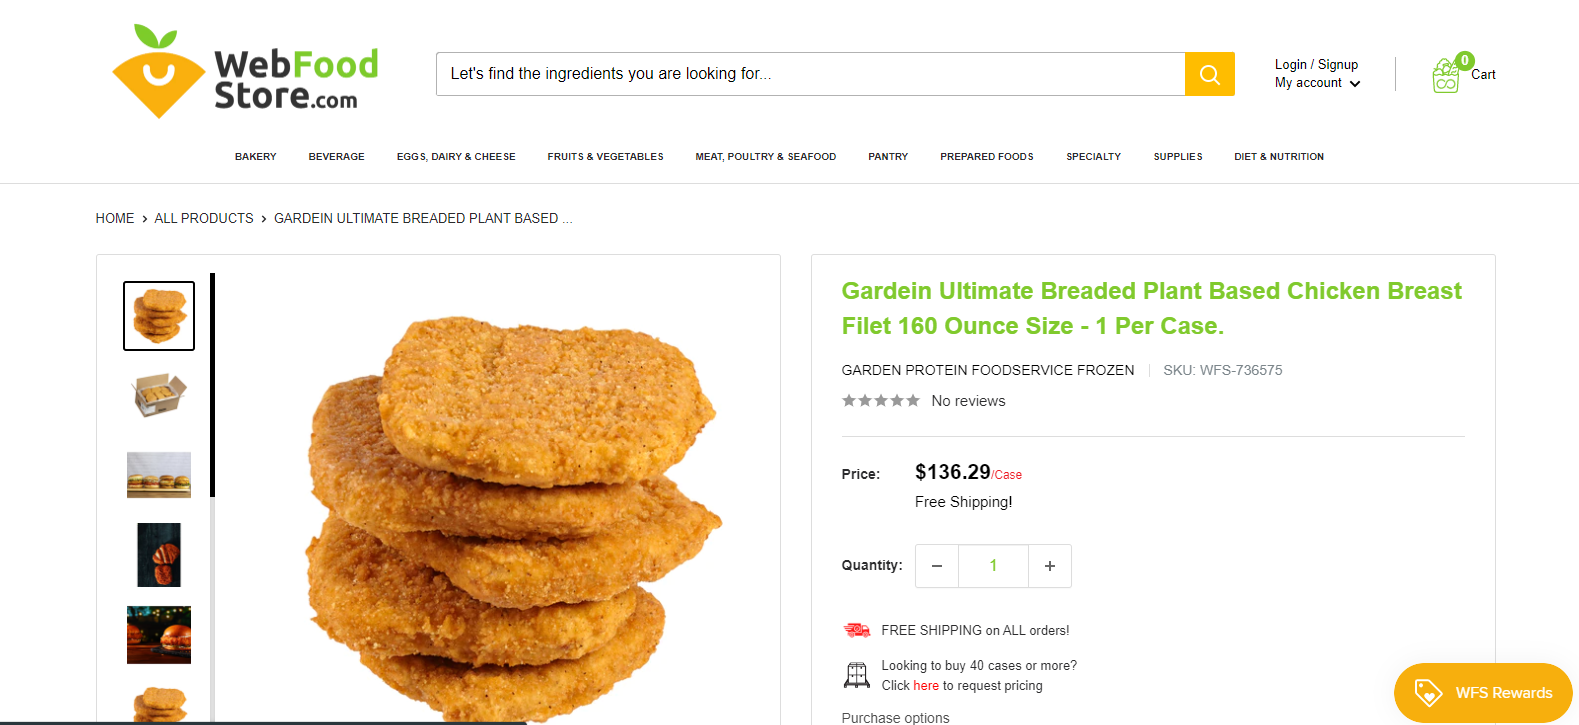 WebFood
Store.com
Let's find the ingredients you are looking for...
Login / Signup
My account
0
Cart
BAKERY
BEVERAGE
EGGS, DAIRY & CHEESE
FRUITS & VEGETABLES
MEAT, POULTRY & SEAFOOD
PANTRY
PREPARED FOODS
SPECIALTY
SUPPLIES
DIET & NUTRITION
HOME > ALL PRODUCTS > GARDEIN ULTIMATE BREADED PLANT BASED ...
Gardein Ultimate Breaded Plant Based Chicken Breast
Filet 160 Ounce Size - 1 Per Case.
GARDEN PROTEIN FOODSERVICE FROZEN
SKU: WFS-736575
No reviews
Price: $136.29/Case
Free Shipping!
Quantity: − 1 +
FREE SHIPPING on ALL orders!
Looking to buy 40 cases or more?
Click here to request pricing
Purchase options
WFS Rewards